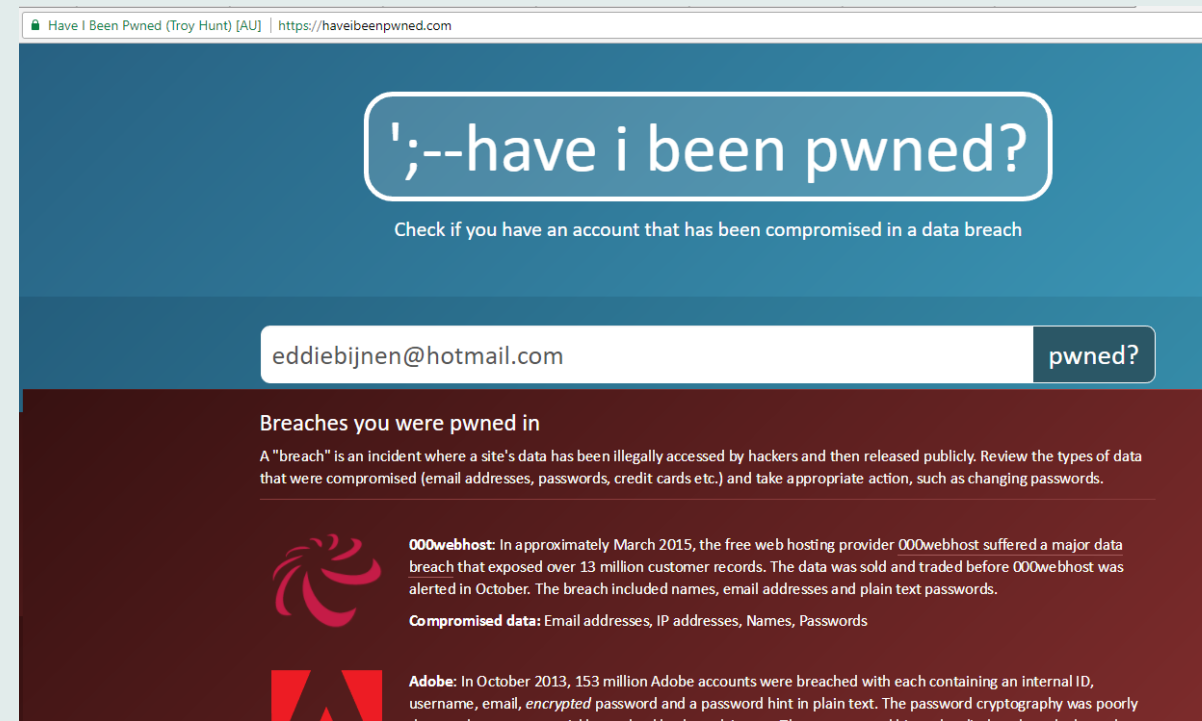 Have I Been Pwned (Troy Hunt) [AU] | https://haveibeenpwned.com
';--have i been pwned?
Check if you have an account that has been compromised in a data breach
eddiebijnen@hotmail.com
pwned?
Breaches you were pwned in
A "breach" is an incident where a site's data has been illegally accessed by hackers and then released publicly. Review the types of data
that were compromised (email addresses, passwords, credit cards etc.) and take appropriate action, such as changing passwords.
000webhost: In approximately March 2015, the free web hosting provider 000webhost suffered a major data
breach that exposed over 13 million customer records. The data was sold and traded before 000webhost was
alerted in October. The breach included names, email addresses and plain text passwords.
Compromised data: Email addresses, IP addresses, Names, Passwords
Adobe: In October 2013, 153 million Adobe accounts were breached with each containing an internal ID,
username, email, encrypted password and a password hint in plain text. The password cryptography was poorly